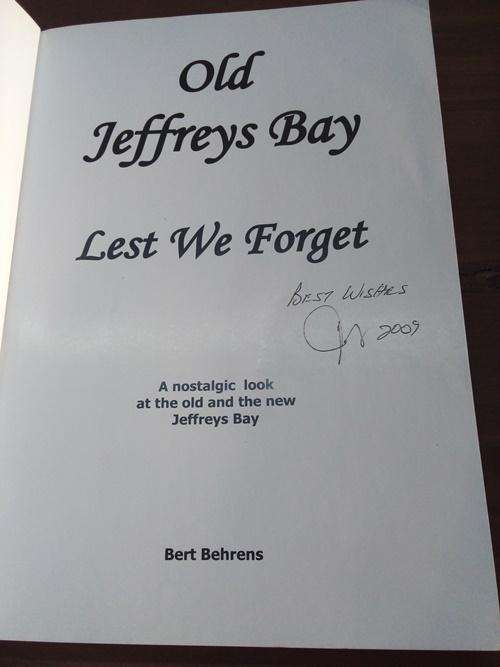 Old
Jeffreys Bay
Lest We Forget
BEST WISHES
2009
A nostalgic look
at the old and the new
Jeffreys Bay
Bert Behrens